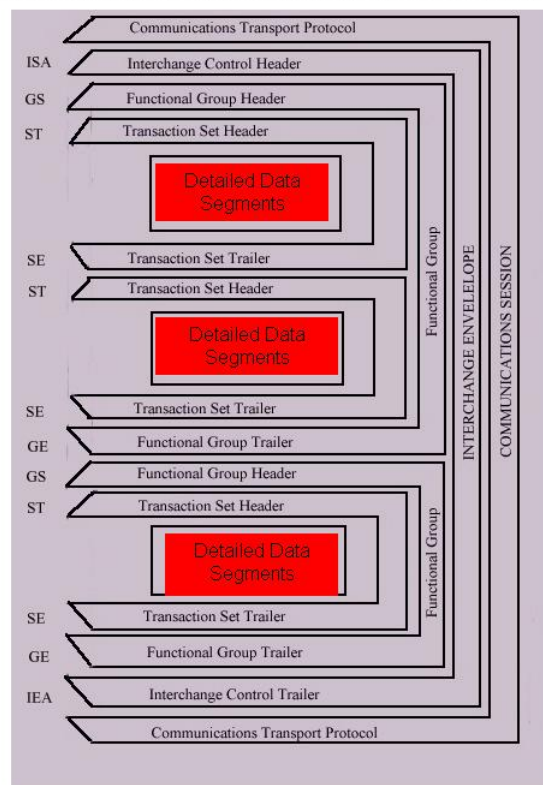 Communications Transport Protocol
ISA Interchange Control Header
GS Functional Group Header
ST Transaction Set Header
Detailed Data
Segments
SE Transaction Set Trailer
ST Transaction Set Header
Detailed Data
Segments
SE Transaction Set Trailer
GE Functional Group Trailer
Functional Group
GS Functional Group Header
ST Transaction Set Header
Detailed Data
Segments
SE Transaction Set Trailer
GE Functional Group Trailer
Functional Group
IEA Interchange Control Trailer
INTERCHANGE ENVELELOPE
Communications Transport Protocol
COMMUNICATIONS SESSION